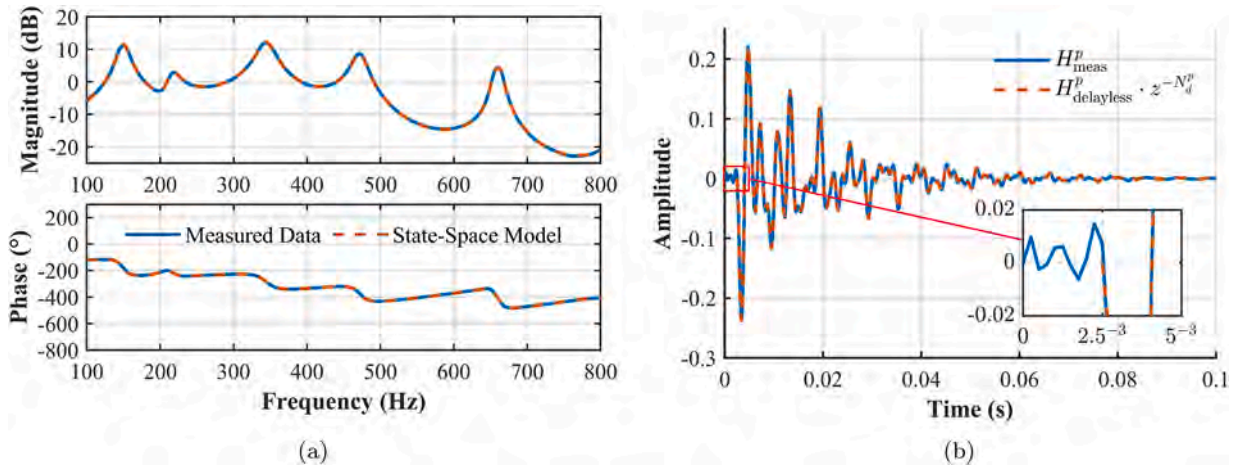 20
10
0
-10
-20
Magnitude (dB)
100 200 300 400 500 600 700 800
200
0
-200
-400
-600
-800
Phase (°)
Measured Data State-Space Model
100 200 300 400 500 600 700 800
Frequency (Hz)
(a)
0.2
0.1
0
-0.1
-0.2
-0.3
Amplitude
H^p_meas
H^p_delayless · z^{-N^p_d}
0.02
0
-0.02
0 2.5⁻³ 5⁻³
0 0.02 0.04 0.06 0.08 0.1
Time (s)
(b)